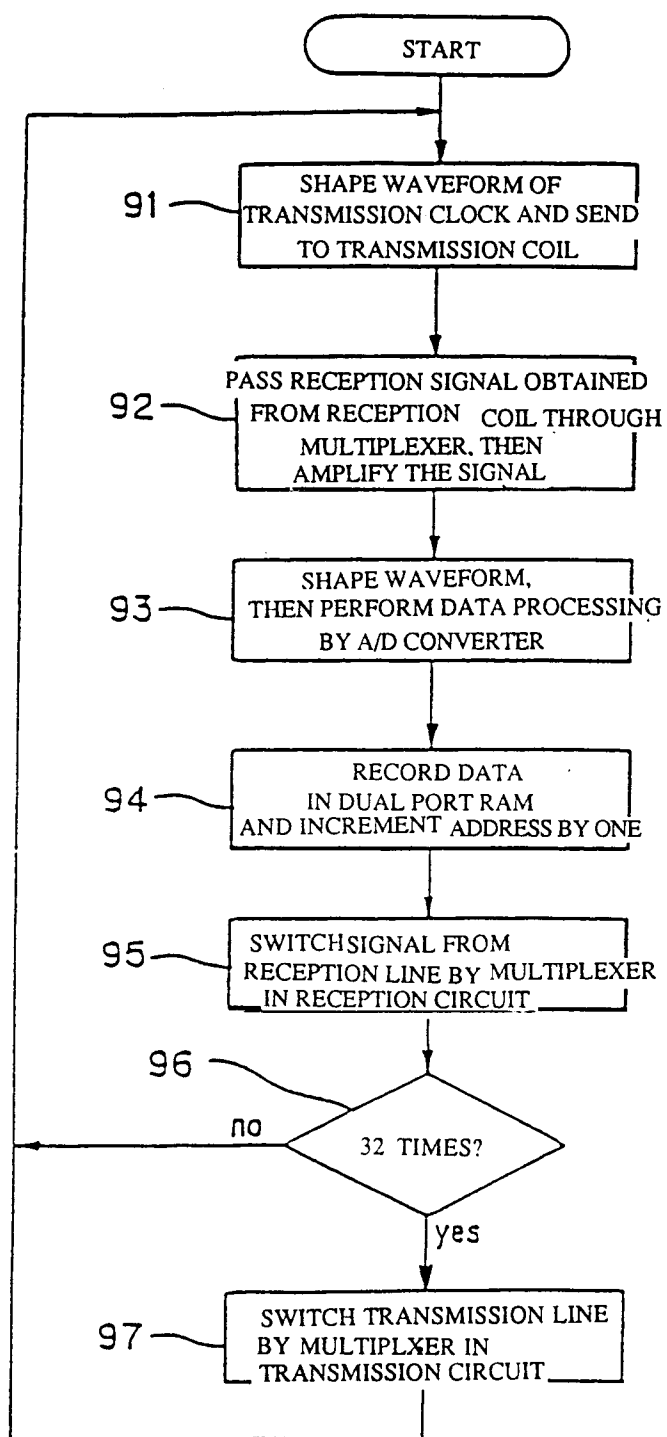 START
91
SHAPE WAVEFORM OF
TRANSMISSION CLOCK AND SEND
TO TRANSMISSION COIL
92
PASS RECEPTION SIGNAL OBTAINED
FROM RECEPTION COIL THROUGH
MULTIPLEXER, THEN
AMPLIFY THE SIGNAL
93
SHAPE WAVEFORM,
THEN PERFORM DATA PROCESSING
BY A/D CONVERTER
94
RECORD DATA
IN DUAL PORT RAM
AND INCREMENT ADDRESS BY ONE
95
SWITCH SIGNAL FROM
RECEPTION LINE BY MULTIPLEXER
IN RECEPTION CIRCUIT
96
no
32 TIMES?
yes
97
SWITCH TRANSMISSION LINE
BY MULTIPLXER IN
TRANSMISSION CIRCUIT